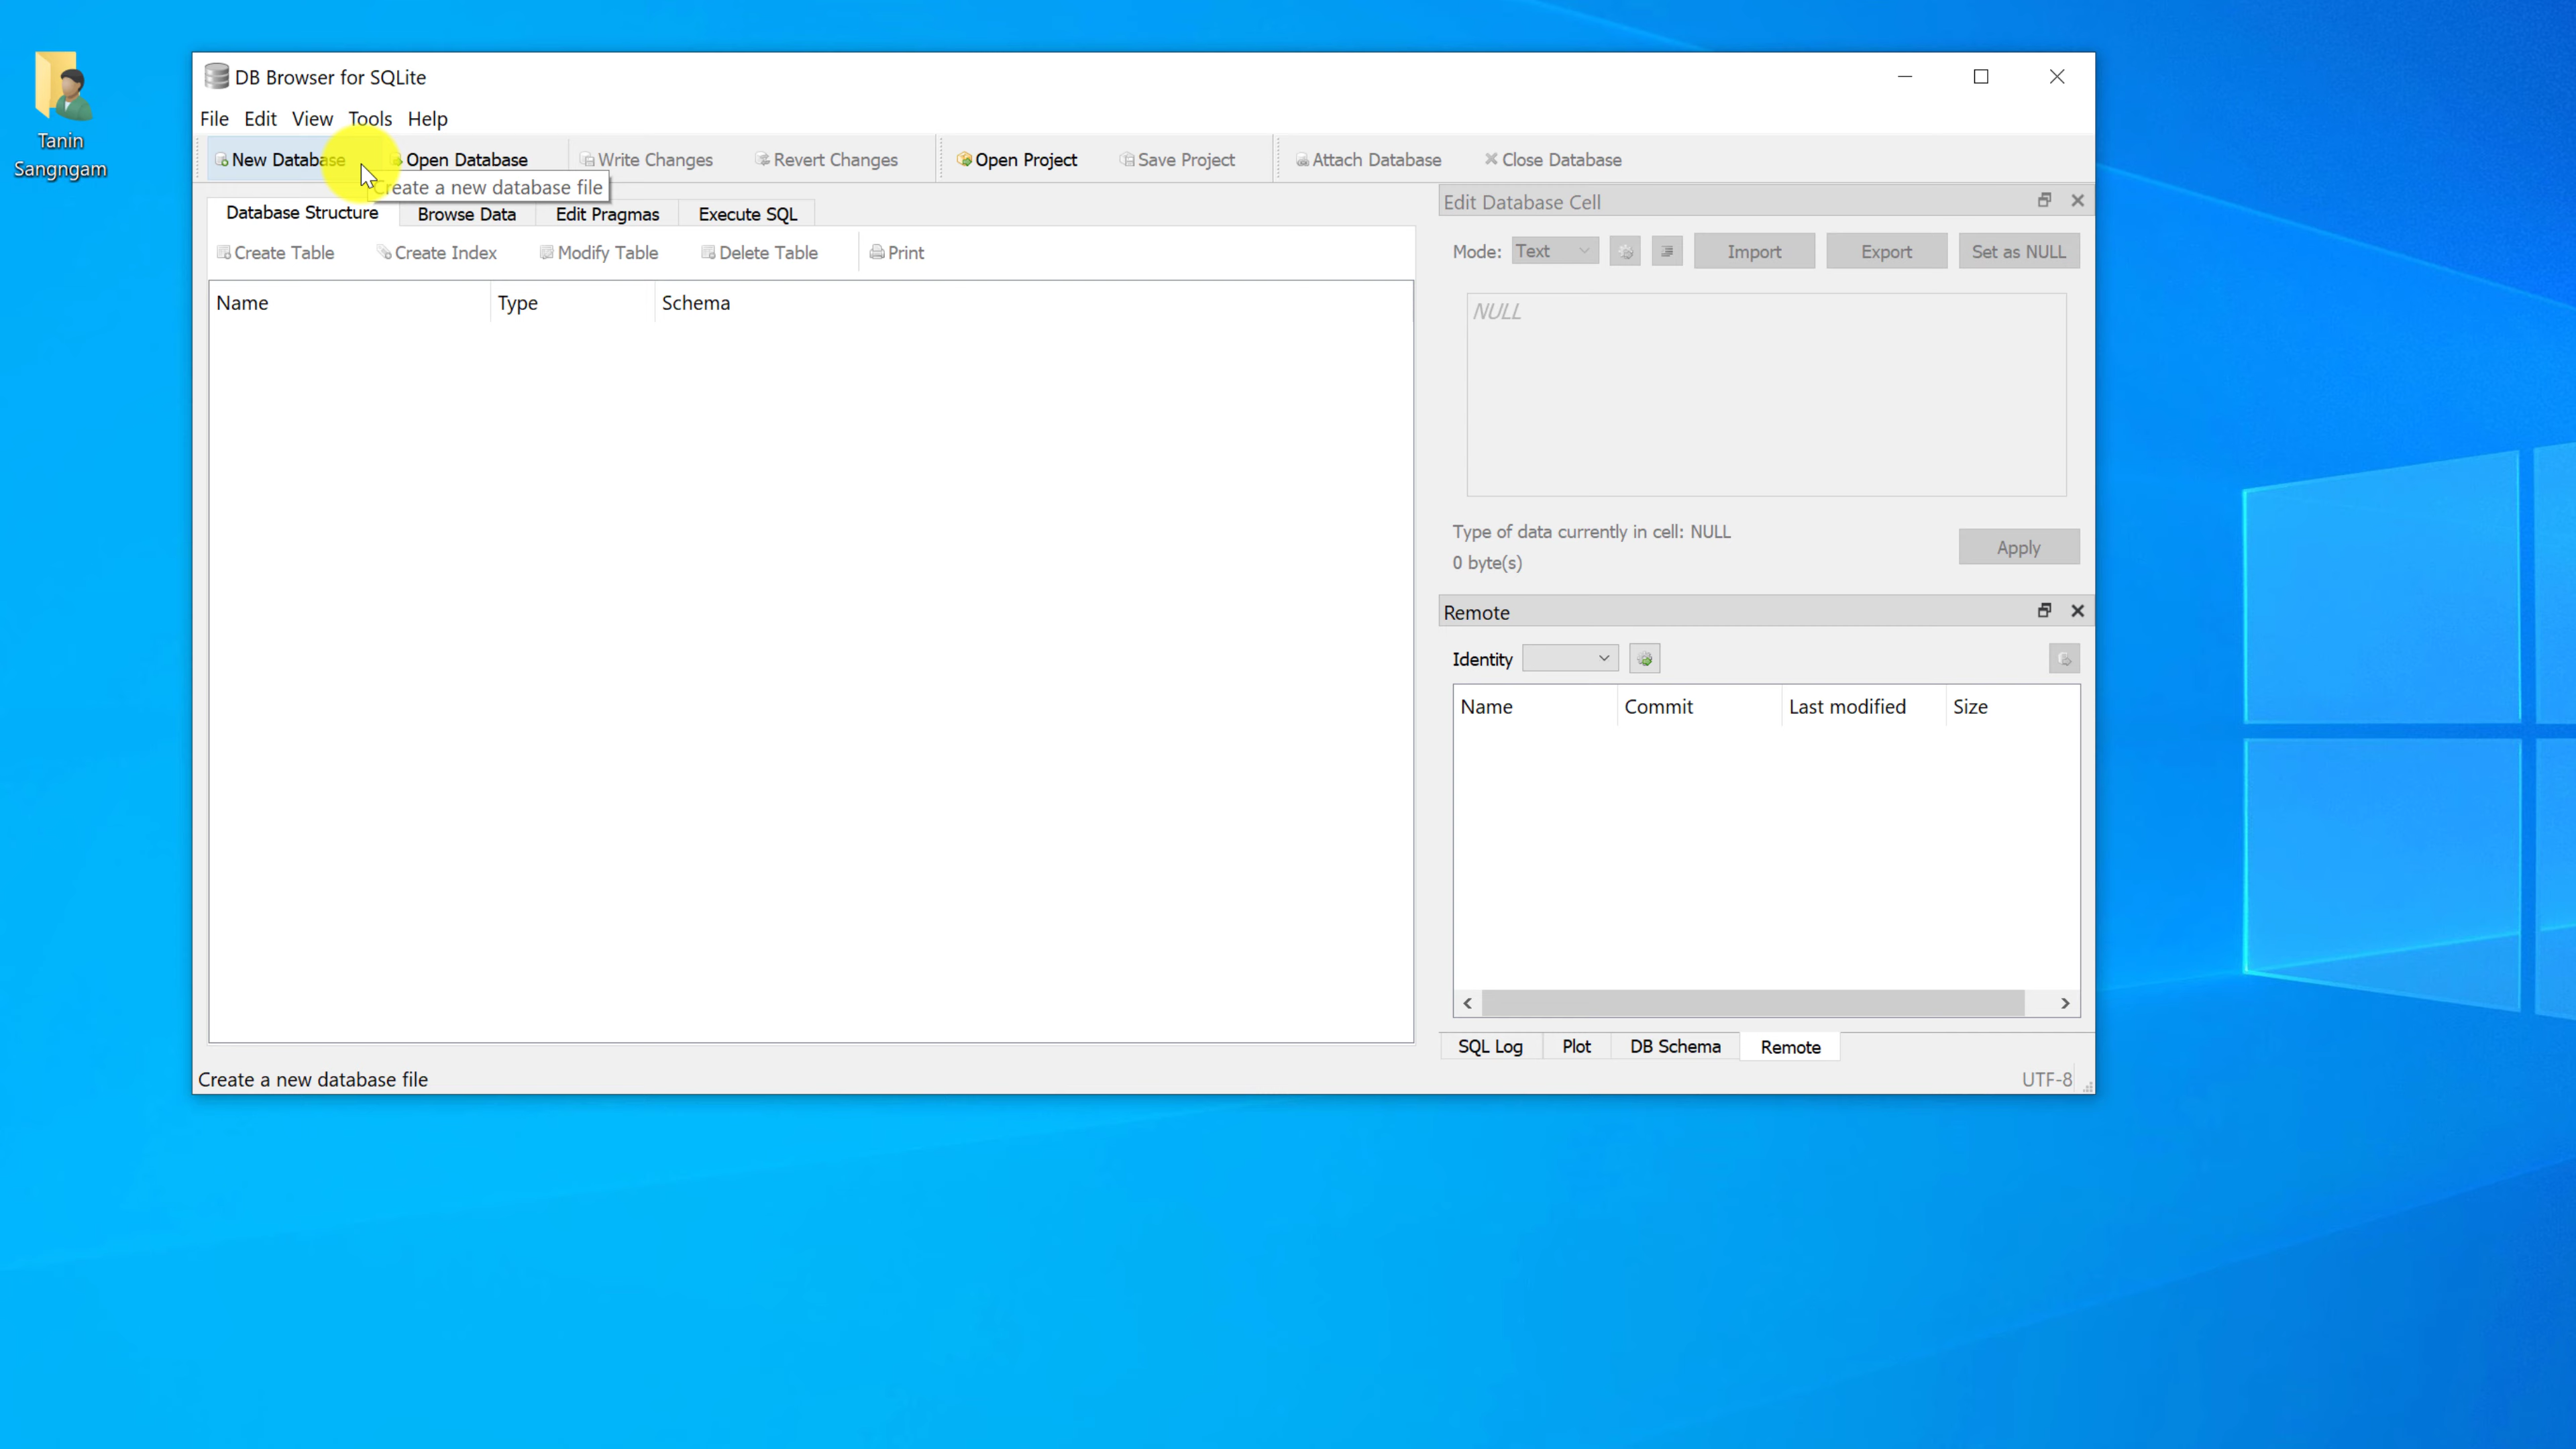 Tanin
Sangngam
DB Browser for SQLite
File Edit View Tools Help
New Database Open Database Write Changes Revert Changes Open Project Save Project Attach Database Close Database
Create a new database file
Database Structure Browse Data Edit Pragmas Execute SQL
Create Table Create Index Modify Table Delete Table Print
Name Type Schema
Edit Database Cell
Mode: Text Import Export Set as NULL
NULL
Type of data currently in cell: NULL
0 byte(s)
Apply
Remote
Identity
Name Commit Last modified Size
SQL Log Plot DB Schema Remote
Create a new database file
UTF-8